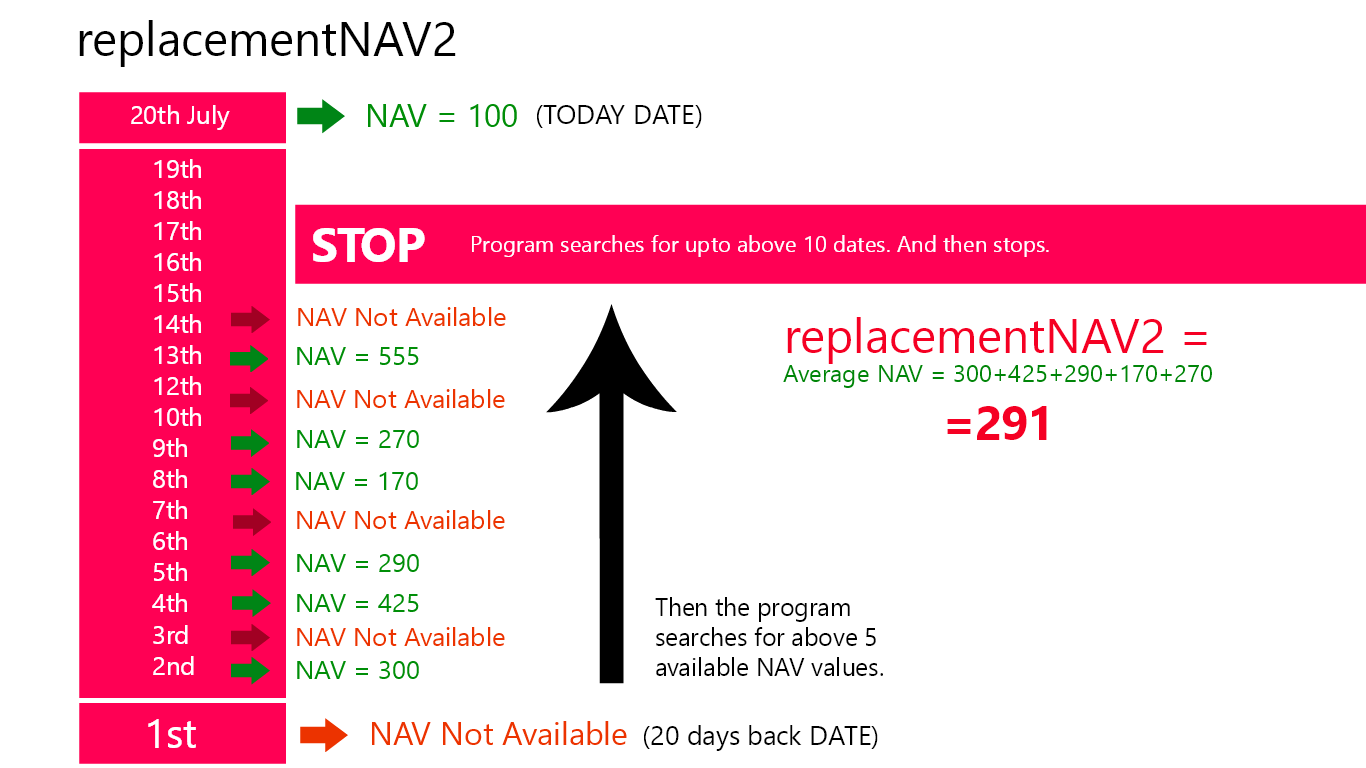 replacementNAV2
20th July
NAV = 100 (TODAY DATE)
19th
18th
17th
16th
15th
14th
13th
12th
10th
9th
8th
7th
6th
5th
4th
3rd
2nd
STOP Program searches for upto above 10 dates. And then stops.
NAV Not Available
NAV = 555
NAV Not Available
NAV = 270
NAV = 170
NAV Not Available
NAV = 290
NAV = 425
NAV Not Available
NAV = 300
replacementNAV2 =
Average NAV = 300+425+290+170+270
=291
Then the program
searches for above 5
available NAV values.
1st
NAV Not Available (20 days back DATE)